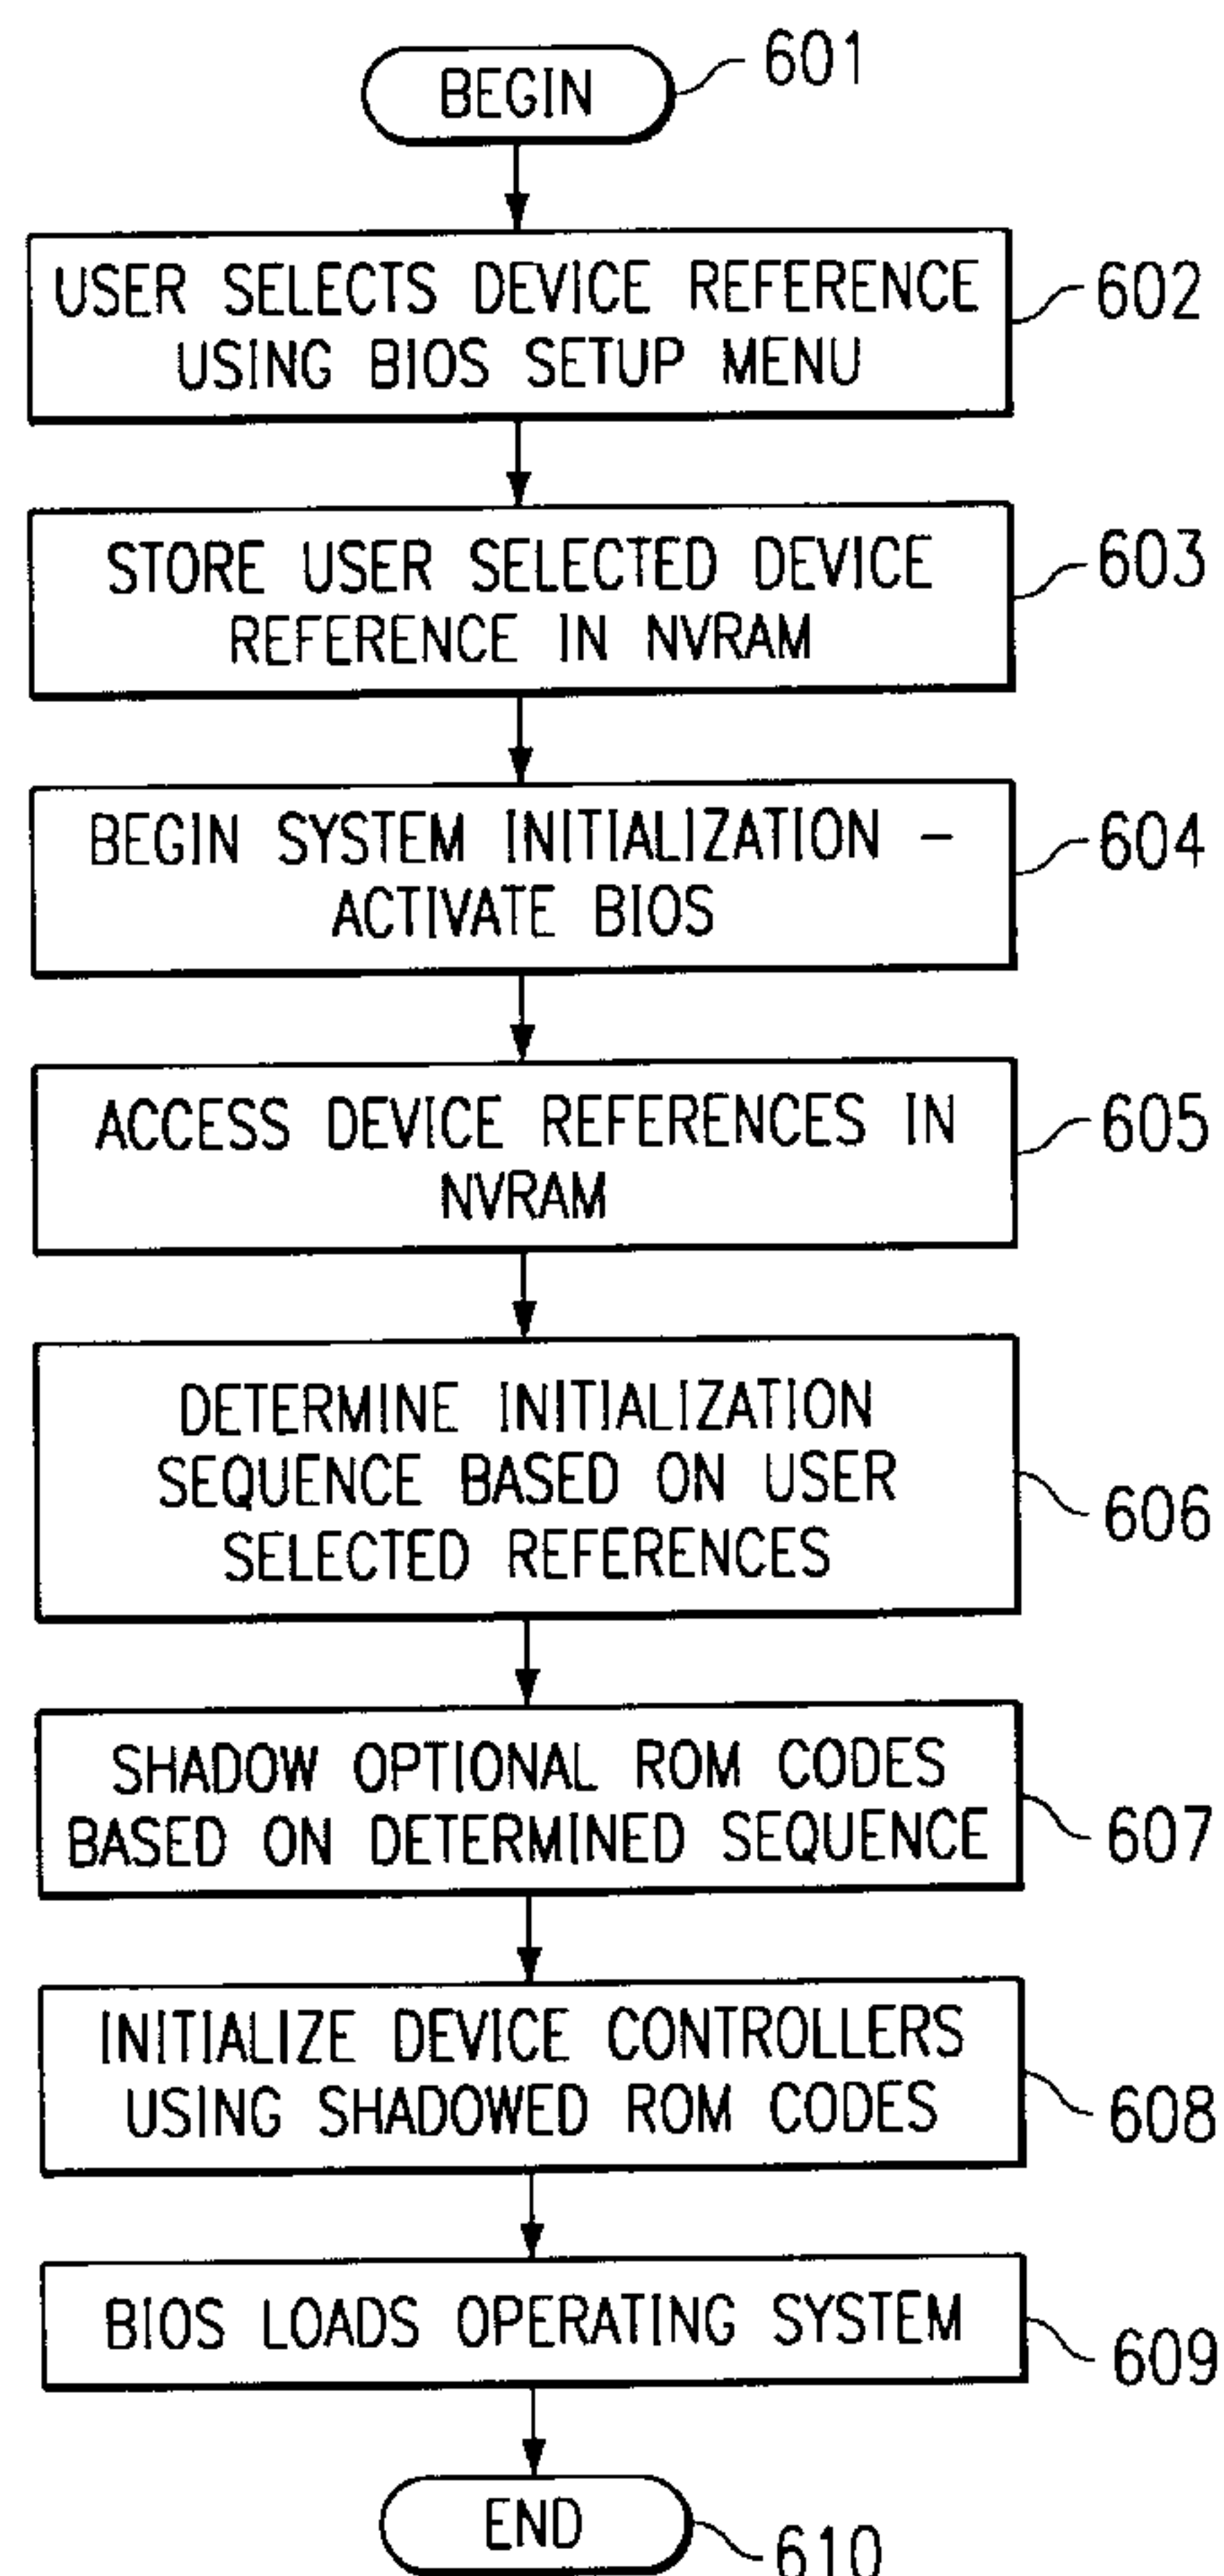 BEGIN
601
USER SELECTS DEVICE REFERENCE
USING BIOS SETUP MENU
602
STORE USER SELECTED DEVICE
REFERENCE IN NVRAM
603
BEGIN SYSTEM INITIALIZATION –
ACTIVATE BIOS
604
ACCESS DEVICE REFERENCES IN
NVRAM
605
DETERMINE INITIALIZATION
SEQUENCE BASED ON USER
SELECTED REFERENCES
606
SHADOW OPTIONAL ROM CODES
BASED ON DETERMINED SEQUENCE
607
INITIALIZE DEVICE CONTROLLERS
USING SHADOWED ROM CODES
608
BIOS LOADS OPERATING SYSTEM
609
END
610